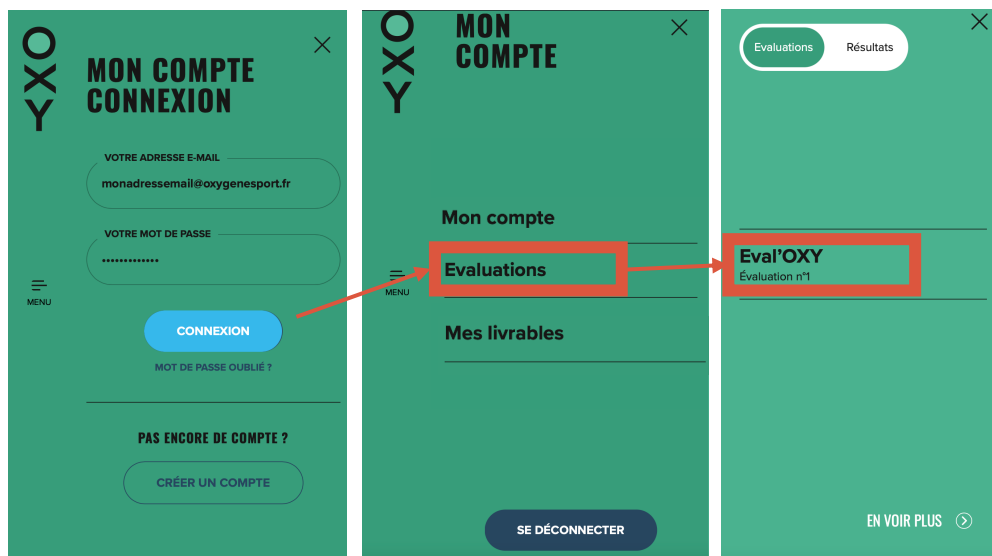 OXY
MON COMPTE
CONNEXION
VOTRE ADRESSE E-MAIL
monadressemail@oxygenesport.fr
VOTRE MOT DE PASSE
•••••••••••••
MENU
CONNEXION
MOT DE PASSE OUBLIÉ ?
PAS ENCORE DE COMPTE ?
CRÉER UN COMPTE
OXY
MON
COMPTE
Mon compte
Evaluations
MENU
Mes livrables
SE DÉCONNECTER
Evaluations
Résultats
Eval'OXY
Évaluation n°1
EN VOIR PLUS